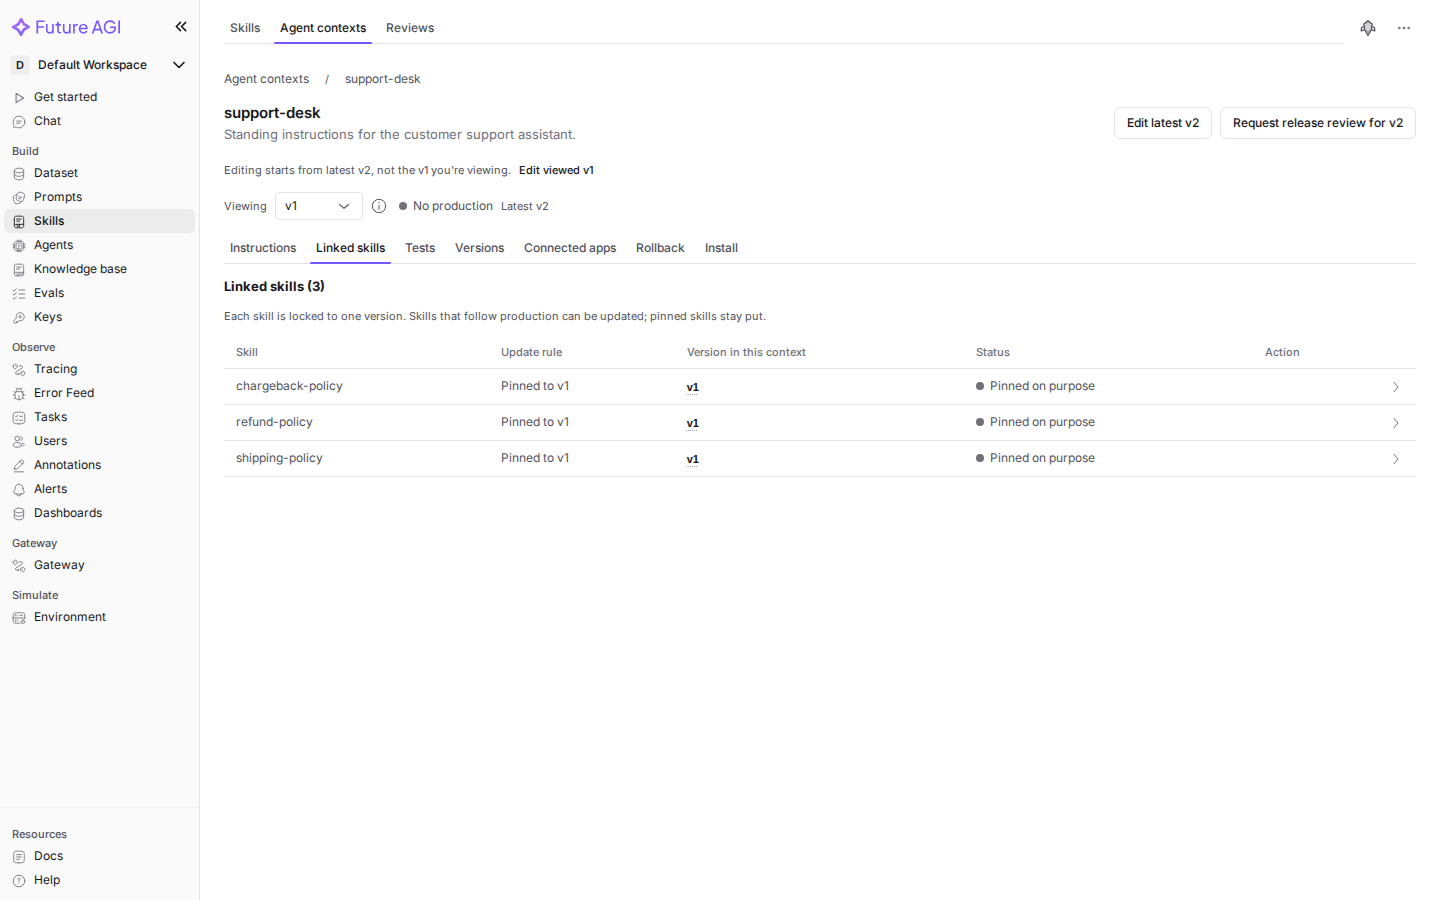 Future AGI
D Default Workspace
Get started
Chat
Build
Dataset
Prompts
Skills
Agents
Knowledge base
Evals
Keys
Observe
Tracing
Error Feed
Tasks
Users
Annotations
Alerts
Dashboards
Gateway
Gateway
Simulate
Environment
Resources
Docs
Help
Skills Agent contexts Reviews
Agent contexts / support-desk
support-desk
Standing instructions for the customer support assistant.
Edit latest v2 Request release review for v2
Editing starts from latest v2, not the v1 you're viewing. Edit viewed v1
Viewing v1 No production Latest v2
Instructions Linked skills Tests Versions Connected apps Rollback Install
Linked skills (3)
Each skill is locked to one version. Skills that follow production can be updated; pinned skills stay put.
Skill Update rule Version in this context Status Action
chargeback-policy Pinned to v1 v1 Pinned on purpose
refund-policy Pinned to v1 v1 Pinned on purpose
shipping-policy Pinned to v1 v1 Pinned on purpose